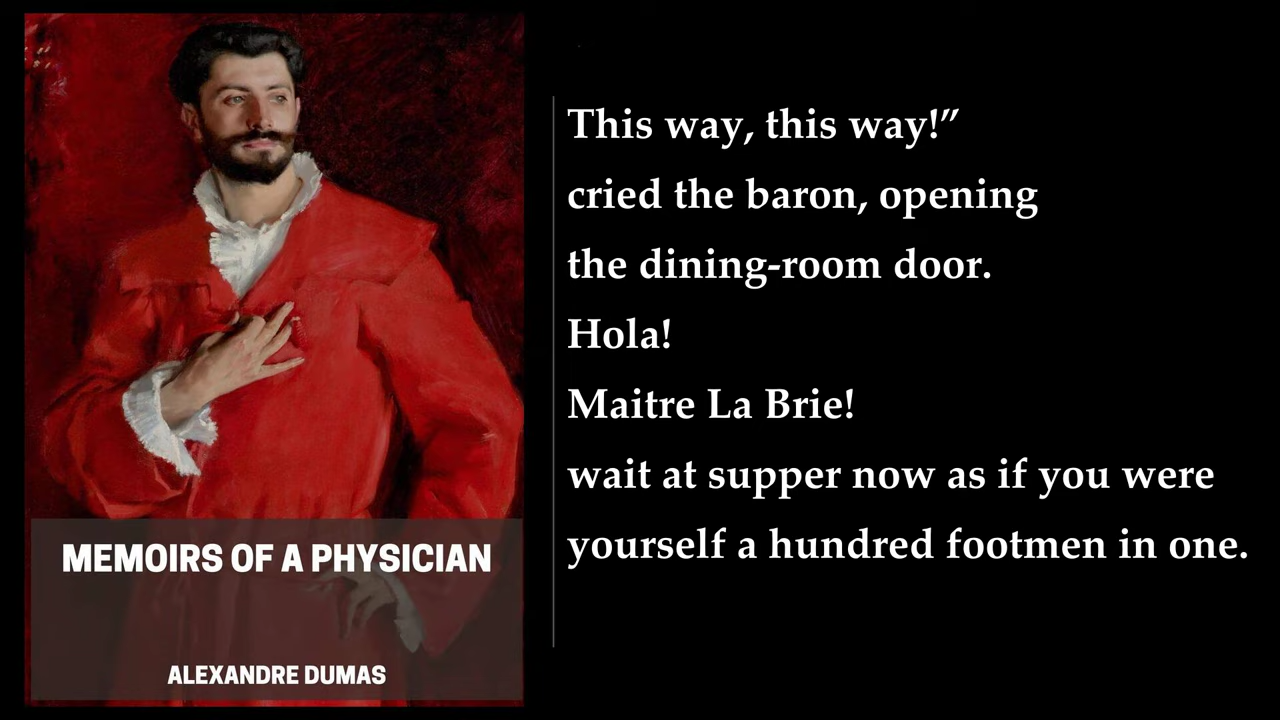 MEMOIRS OF A PHYSICIAN
ALEXANDRE DUMAS
This way, this way!”
cried the baron, opening
the dining-room door.
Hola!
Maitre La Brie!
wait at supper now as if you were
yourself a hundred footmen in one.